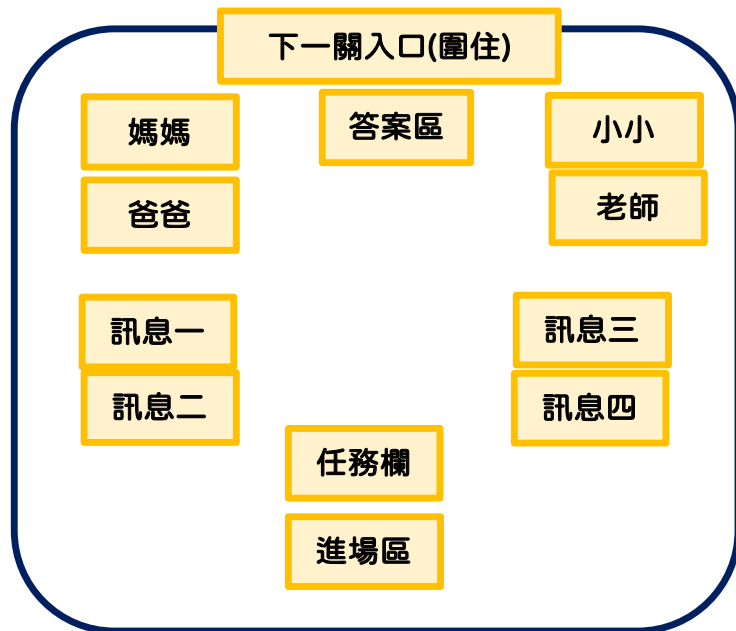 下一關入口(圍住)
媽媽
答案區
小小
爸爸
老師
訊息一
訊息三
訊息二
訊息四
任務欄
進場區